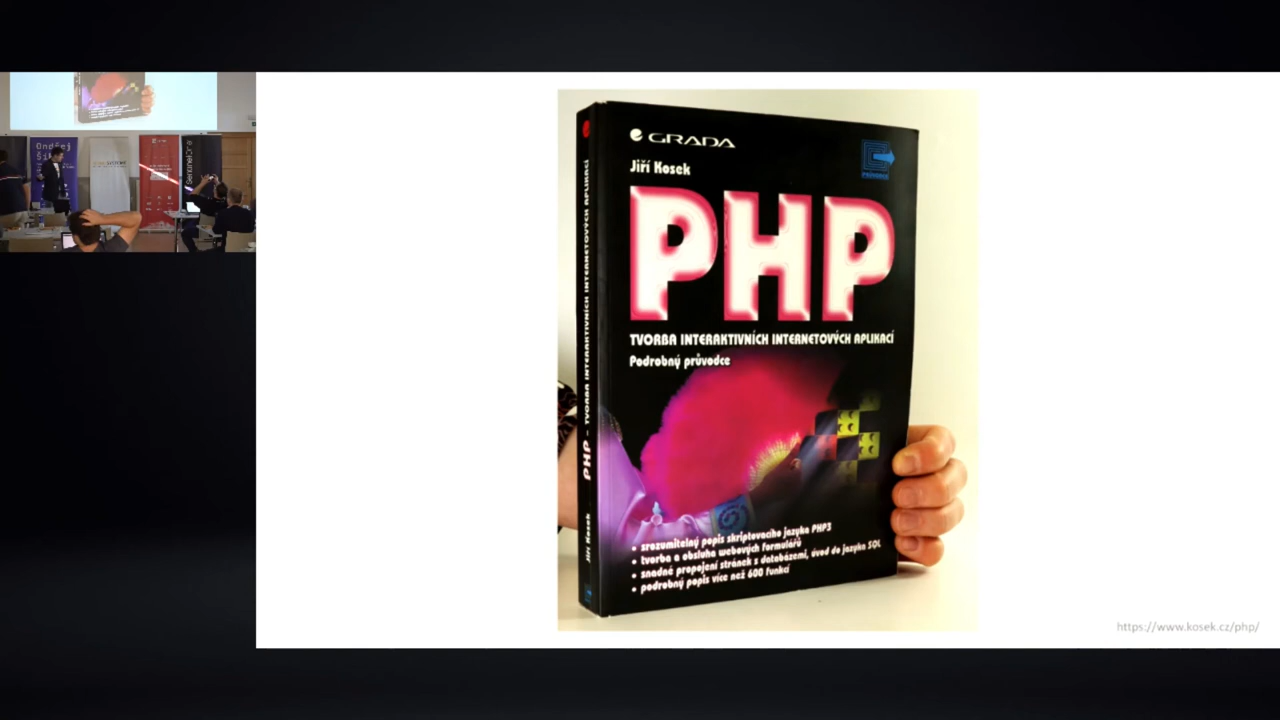 GRADA
Jiří Kosek
PHP
TVORBA INTERAKTIVNÍCH INTERNETOVÝCH APLIKACÍ
Podrobný průvodce
• srozumitelný popis skriptovacího jazyka PHP3
• tvorba a obsluha webových formulářů
• snadné propojení stránek s databázemi, úvod do jazyka SQL
• podrobný popis více než 600 funkcí
Jiří Kosek PHP – TVORBA INTERAKTIVNÍCH INTERNETOVÝCH APLIKACÍ
https://www.kosek.cz/php/
Ondřej